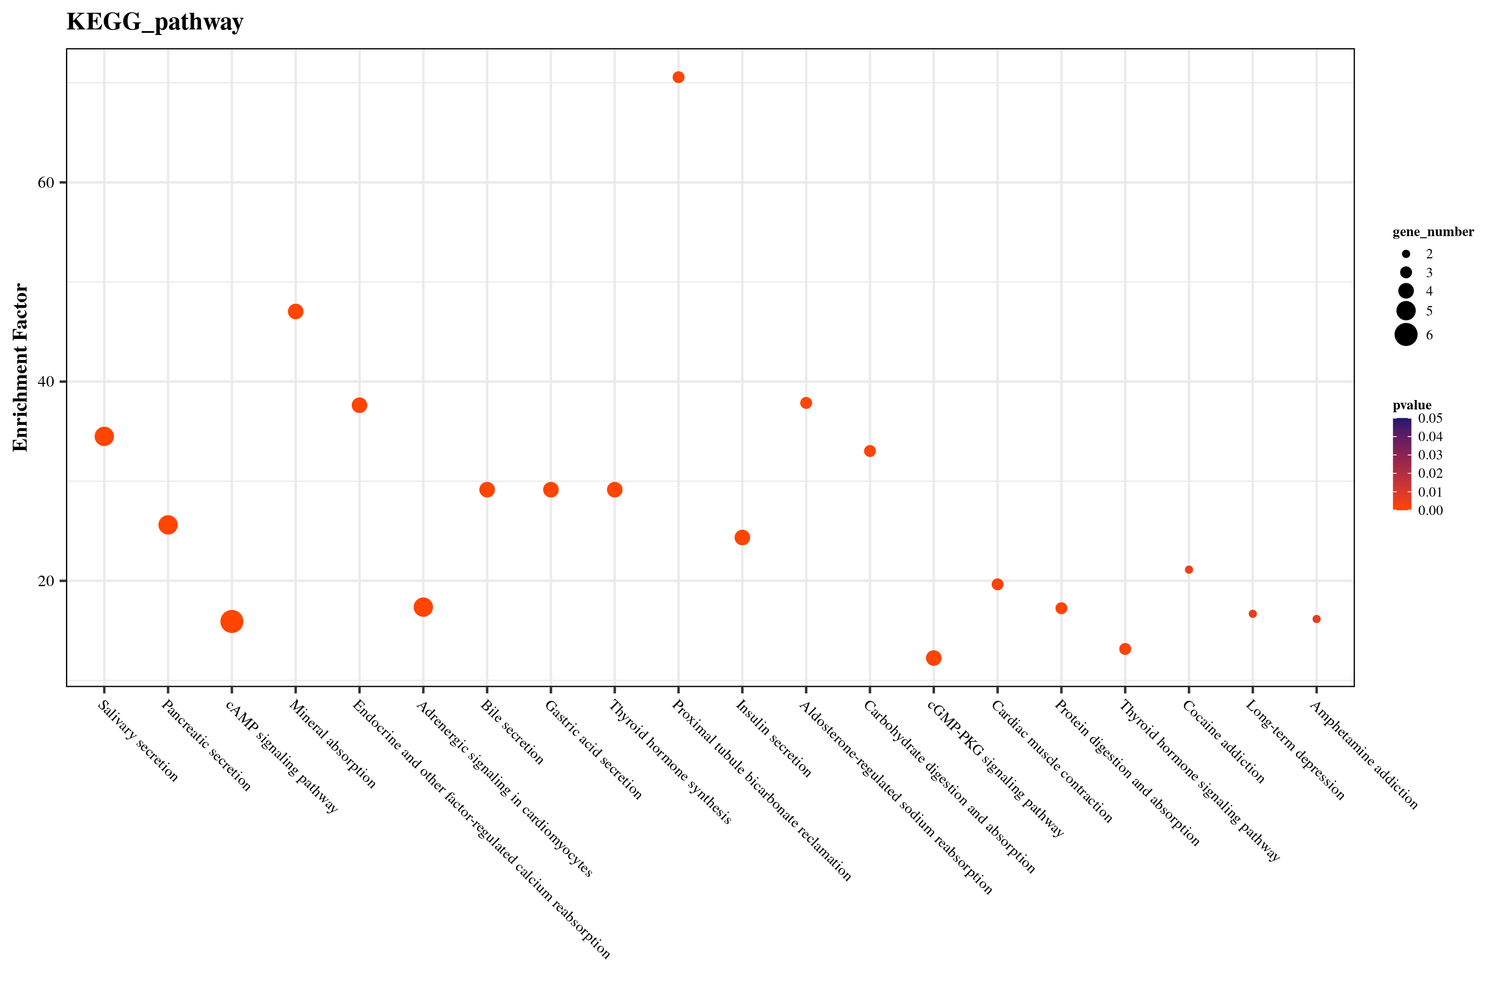 KEGG_pathway
Enrichment Factor
60
40
20
Salivary secretion
Pancreatic secretion
cAMP signaling pathway
Mineral absorption
Endocrine and other factor-regulated calcium reabsorption
Adrenergic signaling in cardiomyocytes
Bile secretion
Gastric acid secretion
Thyroid hormone synthesis
Proximal tubule bicarbonate reclamation
Insulin secretion
Aldosterone-regulated sodium reabsorption
Carbohydrate digestion and absorption
cGMP-PKG signaling pathway
Cardiac muscle contraction
Protein digestion and absorption
Thyroid hormone signaling pathway
Cocaine addiction
Long-term depression
Amphetamine addiction
gene_number
2
3
4
5
6
pvalue
0.05
0.04
0.03
0.02
0.01
0.00